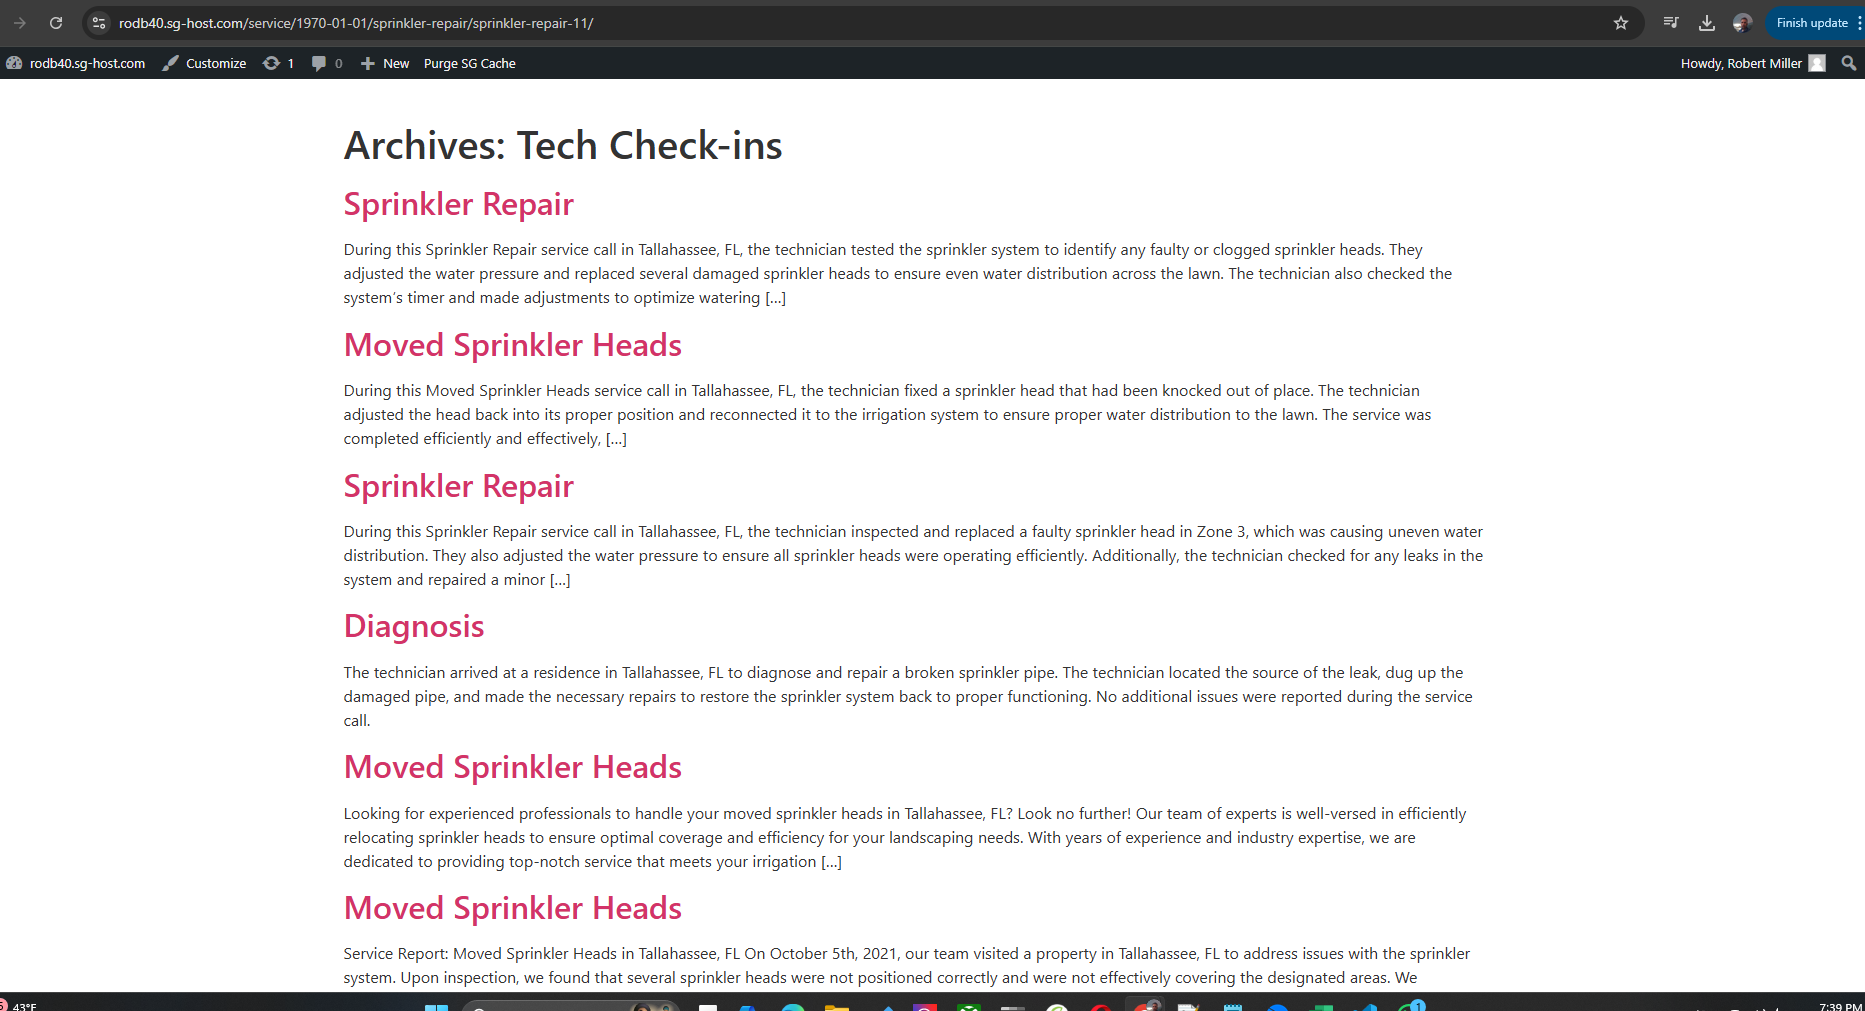 rodb40.sg-host.com/service/1970-01-01/sprinkler-repair/sprinkler-repair-11/
Finish update
rodb40.sg-host.com Customize 1 0 New Purge SG Cache
Howdy, Robert Miller
Archives: Tech Check-ins
Sprinkler Repair
During this Sprinkler Repair service call in Tallahassee, FL, the technician tested the sprinkler system to identify any faulty or clogged sprinkler heads. They
adjusted the water pressure and replaced several damaged sprinkler heads to ensure even water distribution across the lawn. The technician also checked the
system's timer and made adjustments to optimize watering [...]
Moved Sprinkler Heads
During this Moved Sprinkler Heads service call in Tallahassee, FL, the technician fixed a sprinkler head that had been knocked out of place. The technician
adjusted the head back into its proper position and reconnected it to the irrigation system to ensure proper water distribution to the lawn. The service was
completed efficiently and effectively, [...]
Sprinkler Repair
During this Sprinkler Repair service call in Tallahassee, FL, the technician inspected and replaced a faulty sprinkler head in Zone 3, which was causing uneven water
distribution. They also adjusted the water pressure to ensure all sprinkler heads were operating efficiently. Additionally, the technician checked for any leaks in the
system and repaired a minor [...]
Diagnosis
The technician arrived at a residence in Tallahassee, FL to diagnose and repair a broken sprinkler pipe. The technician located the source of the leak, dug up the
damaged pipe, and made the necessary repairs to restore the sprinkler system back to proper functioning. No additional issues were reported during the service
call.
Moved Sprinkler Heads
Looking for experienced professionals to handle your moved sprinkler heads in Tallahassee, FL? Look no further! Our team of experts is well-versed in efficiently
relocating sprinkler heads to ensure optimal coverage and efficiency for your landscaping needs. With years of experience and industry expertise, we are
dedicated to providing top-notch service that meets your irrigation [...]
Moved Sprinkler Heads
Service Report: Moved Sprinkler Heads in Tallahassee, FL On October 5th, 2021, our team visited a property in Tallahassee, FL to address issues with the sprinkler
system. Upon inspection, we found that several sprinkler heads were not positioned correctly and were not effectively covering the designated areas. We
43°F
1
7:39 PM